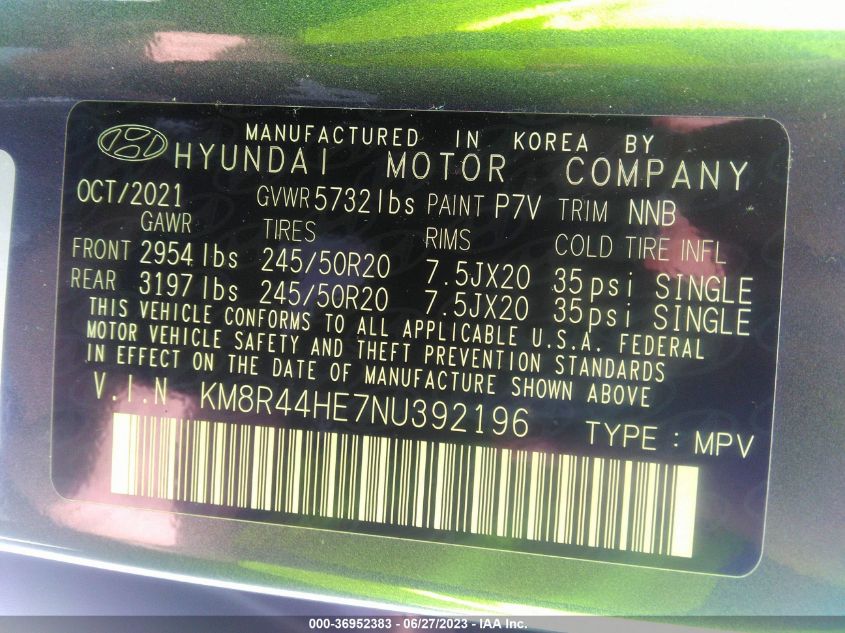 MANUFACTURED IN KOREA BY
HYUNDAI MOTOR COMPANY
OCT/2021 GVWR 5732 lbs PAINT P7V TRIM NNB
GAWR TIRES RIMS COLD TIRE INFL
FRONT 2954 lbs 245/50R20 7.5JX20 35psi SINGLE
REAR 3197 lbs 245/50R20 7.5JX20 35psi SINGLE
THIS VEHICLE CONFORMS TO ALL APPLICABLE U.S.A. FEDERAL
MOTOR VEHICLE SAFETY AND THEFT PREVENTION STANDARDS
IN EFFECT ON THE DATE OF MANUFACTURE SHOWN ABOVE
V.I.N KM8R44HE7NU392196 TYPE : MPV
000-36952383 - 06/27/2023 - IAA Inc.